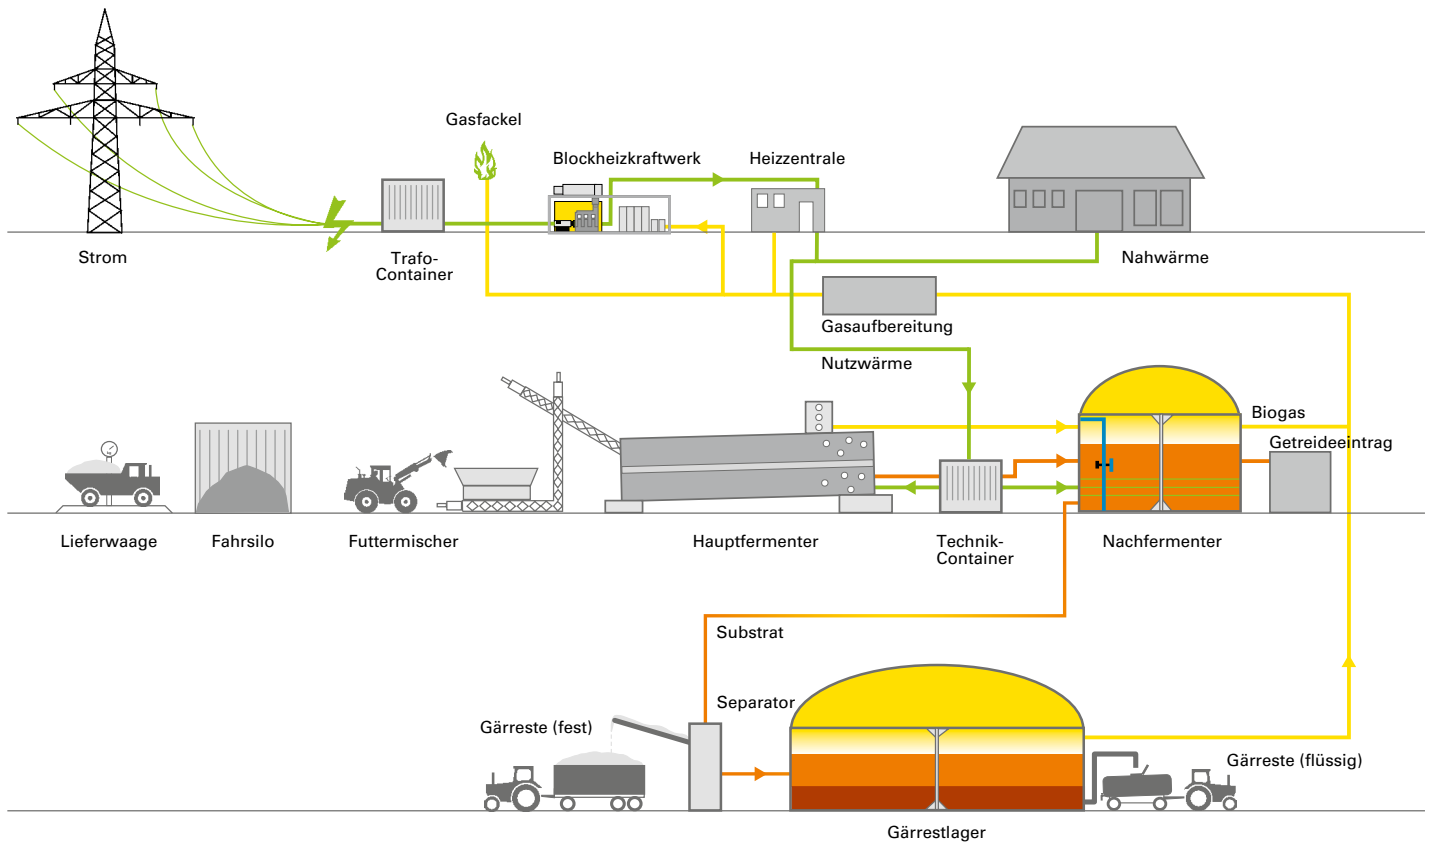 Gasfackel
Blockheizkraftwerk
Heizzentrale
Strom
Trafo-
Container
Nahwärme
Gasaufbereitung
Nutzwärme
Biogas
Getreideeintrag
Lieferwaage
Fahrsilo
Futtermischer
Hauptfermenter
Technik-
Container
Nachfermenter
Substrat
Separator
Gärreste (fest)
Gärreste (flüssig)
Gärrestlager